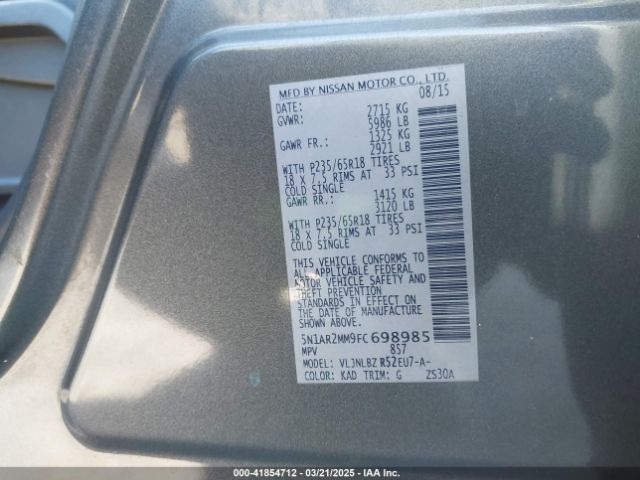 MFD BY NISSAN MOTOR CO., LTD.
DATE: 08/15
GVWR: 2715 KG
5986 LB
GAWR FR.: 1325 KG
2921 LB
WITH P235/65R18 TIRES
18 X 7.5 RIMS AT 33 PSI
COLD SINGLE
GAWR RR.: 1415 KG
3120 LB
WITH P235/65R18 TIRES
18 X 7.5 RIMS AT 33 PSI
COLD SINGLE
THIS VEHICLE CONFORMS TO
ALL APPLICABLE FEDERAL
MOTOR VEHICLE SAFETY AND
THEFT PREVENTION
STANDARDS IN EFFECT ON
THE DATE OF MANUFACTURE
SHOWN ABOVE.
5N1AR2MM9FC698985
MPV 857
MODEL: VLJNLBZ R52EU7-A-
COLOR: KAD TRIM: G ZS30A
000-41854712 - 03/21/2025 - IAA Inc.